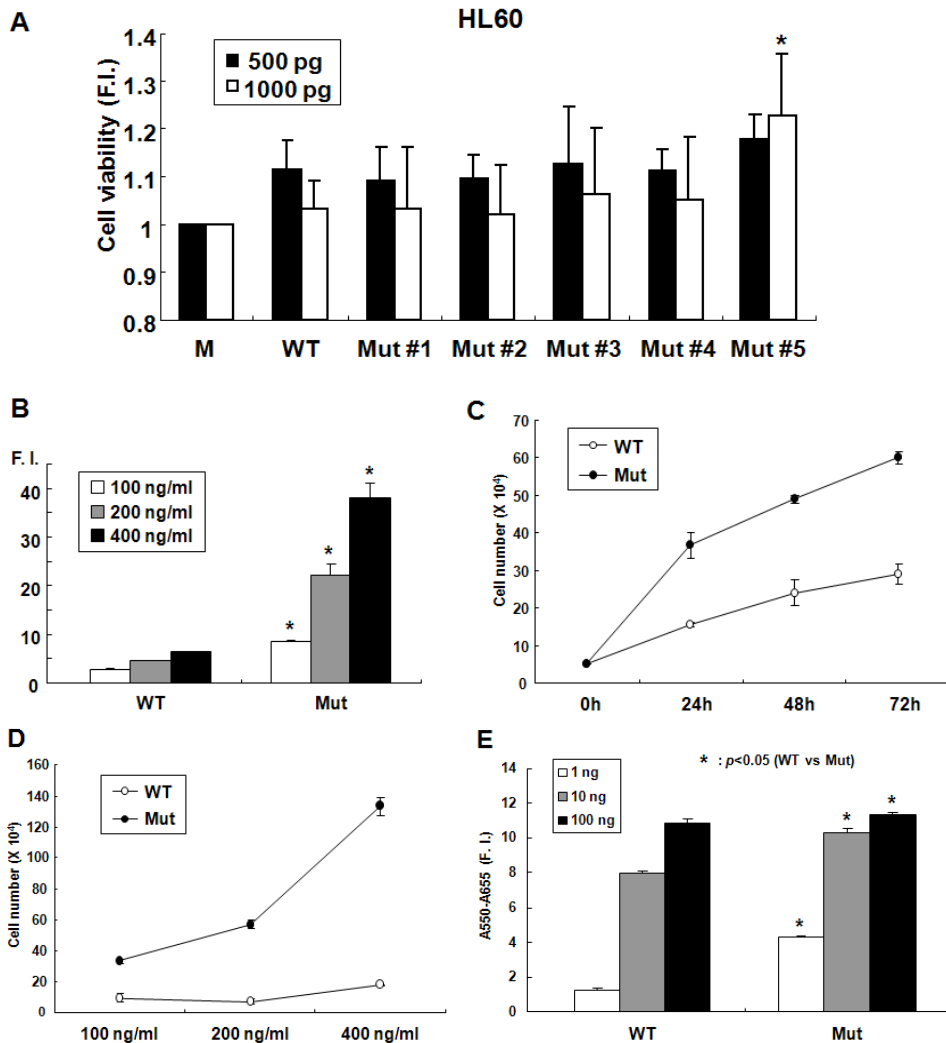 A
HL60
Cell viability (F.I.)
1.4
1.3
1.2
1.1
1
0.9
0.8
500 pg
1000 pg
*
M WT Mut #1 Mut #2 Mut #3 Mut #4 Mut #5
B
F. I.
40
30
20
10
0
100 ng/ml
200 ng/ml
400 ng/ml
*
*
*
WT Mut
C
Cell number (X 10⁴)
70
60
50
40
30
20
10
0
WT
Mut
0h 24h 48h 72h
D
Cell number (X 10⁴)
160
140
120
80
60
40
20
0
WT
Mut
100 ng/ml 200 ng/ml 400 ng/ml
E
* : p<0.05 (WT vs Mut)
A550-A655 (F. I.)
14
12
10
8
6
4
2
0
1 ng
10 ng
100 ng
*
*
*
WT Mut